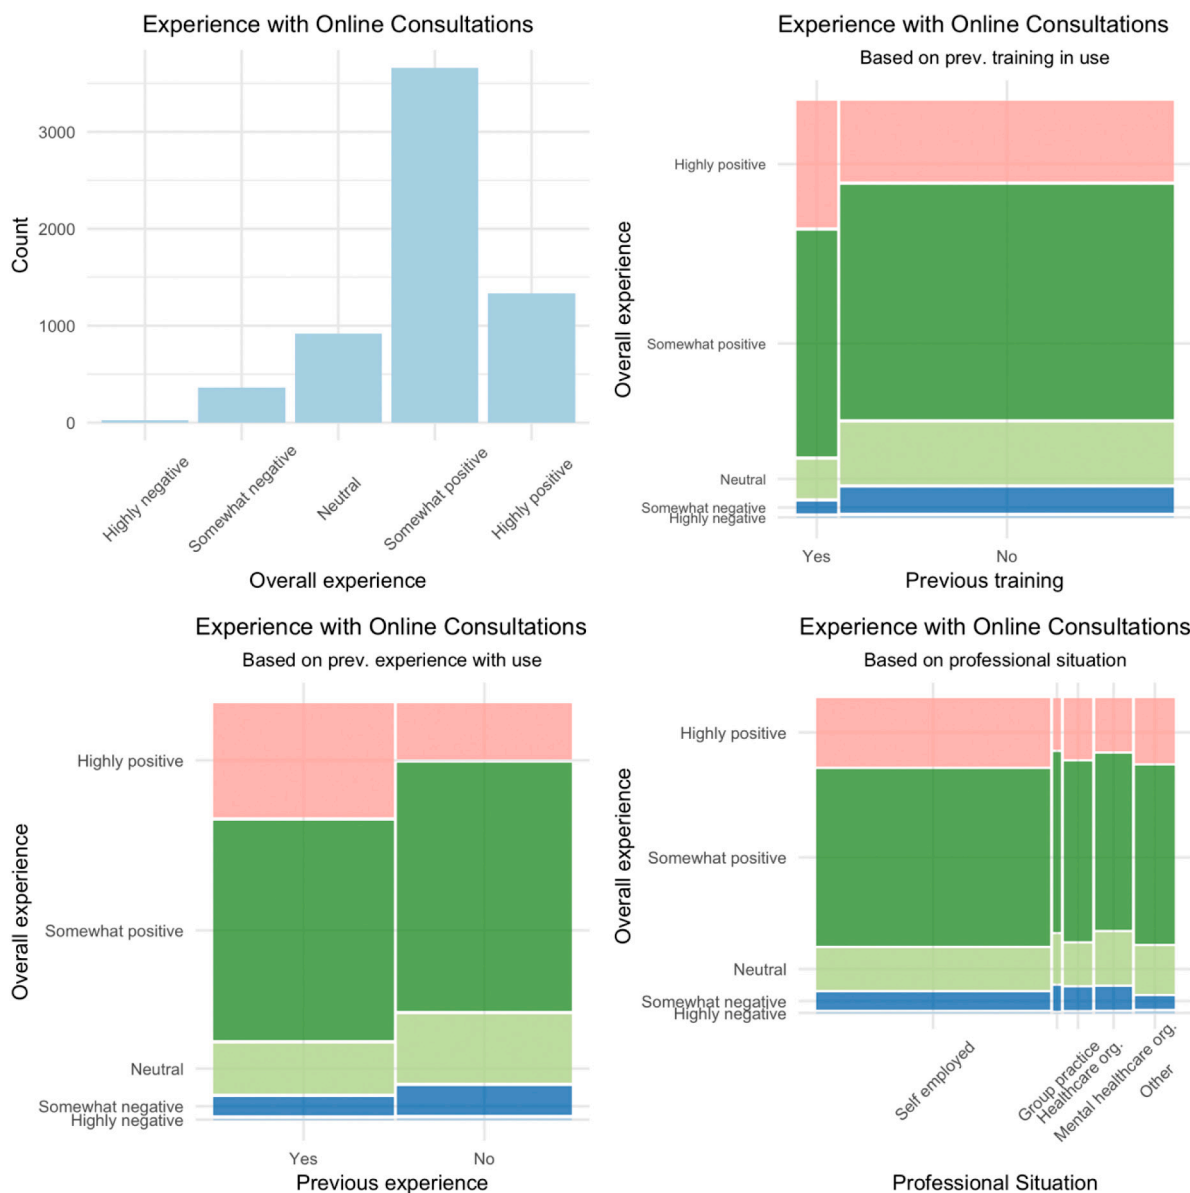 Experience with Online Consultations
Count
3000
2000
1000
0
Highly negative
Somewhat negative
Neutral
Somewhat positive
Highly positive
Overall experience
Experience with Online Consultations
Based on prev. training in use
Overall experience
Highly positive
Somewhat positive
Neutral
Somewhat negative
Highly negative
Yes
No
Previous training
Experience with Online Consultations
Based on prev. experience with use
Overall experience
Highly positive
Somewhat positive
Neutral
Somewhat negative
Highly negative
Yes
No
Previous experience
Experience with Online Consultations
Based on professional situation
Overall experience
Highly positive
Somewhat positive
Neutral
Somewhat negative
Highly negative
Self employed
Group practice
Healthcare org.
Mental healthcare org.
Other
Professional Situation